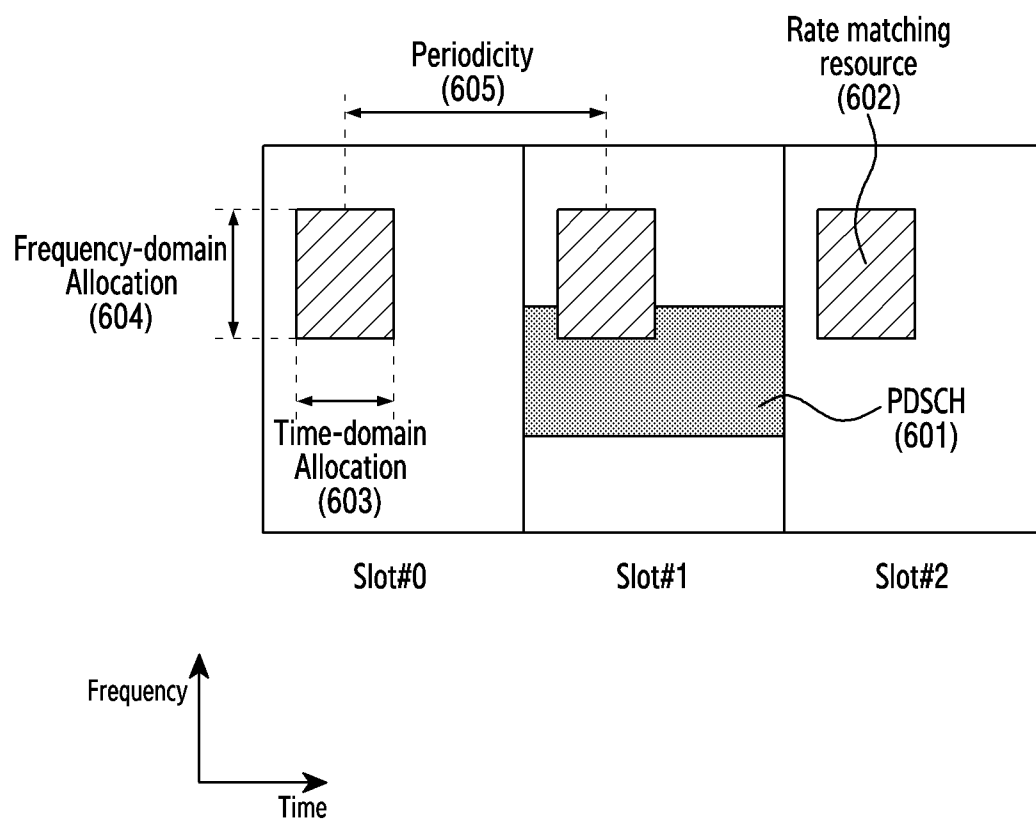 Periodicity
(605)
Rate matching
resource
(602)
Frequency-domain
Allocation
(604)
Time-domain
Allocation
(603)
PDSCH
(601)
Slot#0
Slot#1
Slot#2
Frequency
Time